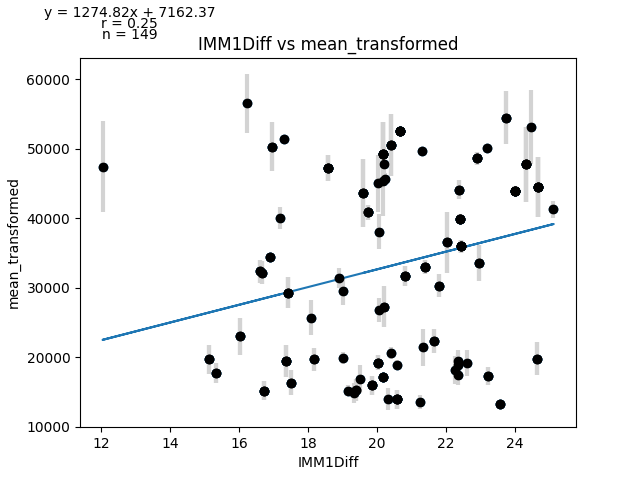 y = 1274.82x + 7162.37
r = 0.25
n = 149
IMM1Diff vs mean_transformed
mean_transformed
60000
50000
40000
30000
20000
10000
12 14 16 18 20 22 24
IMM1Diff